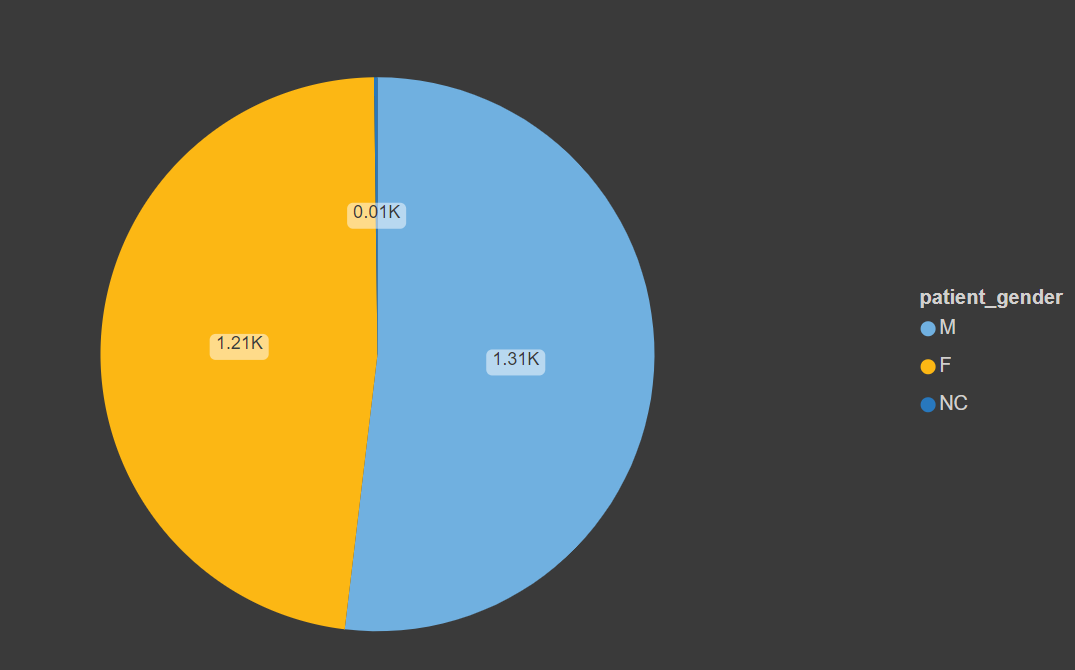 0.01K
1.21K
1.31K
patient_gender
M
F
NC